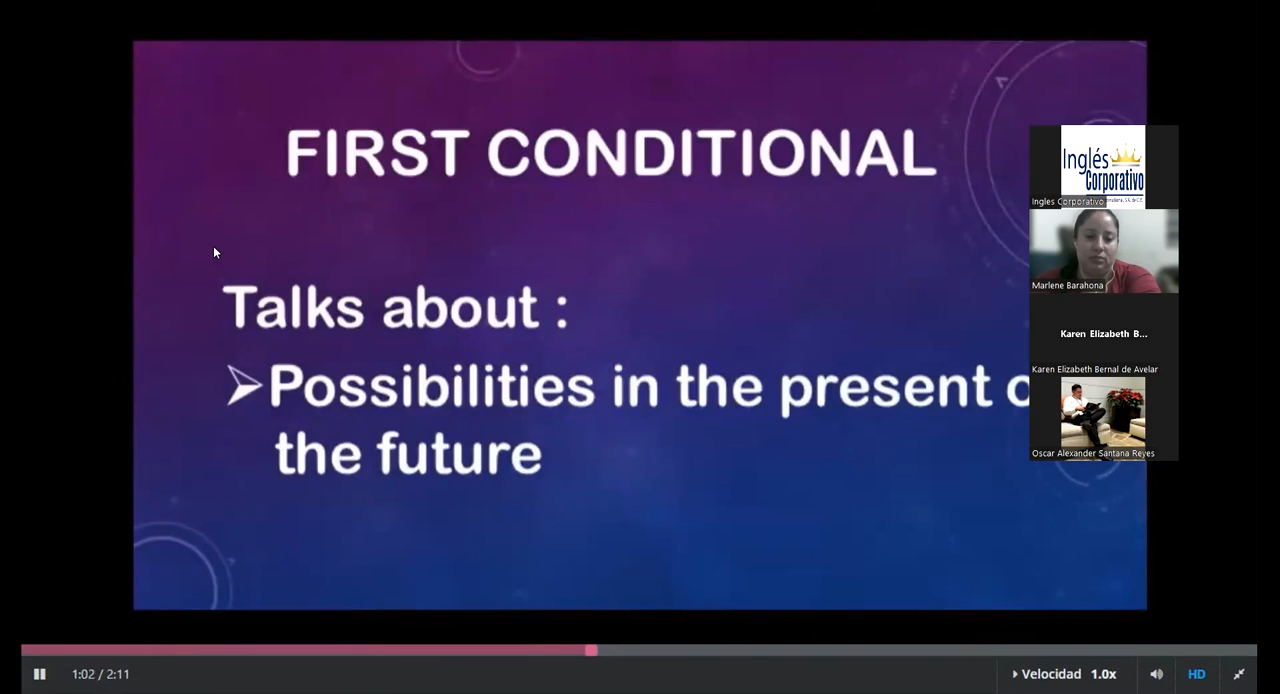 FIRST CONDITIONAL
Talks about :
➢Possibilities in the present
the future
Inglés
Corporativo
Ingles Corporativo
Marlene Barahona
Karen Elizabeth B...
Karen Elizabeth Bernal de Avelar
Oscar Alexander Santana Reyes
1:02 / 2:11
Velocidad 1.0x
HD